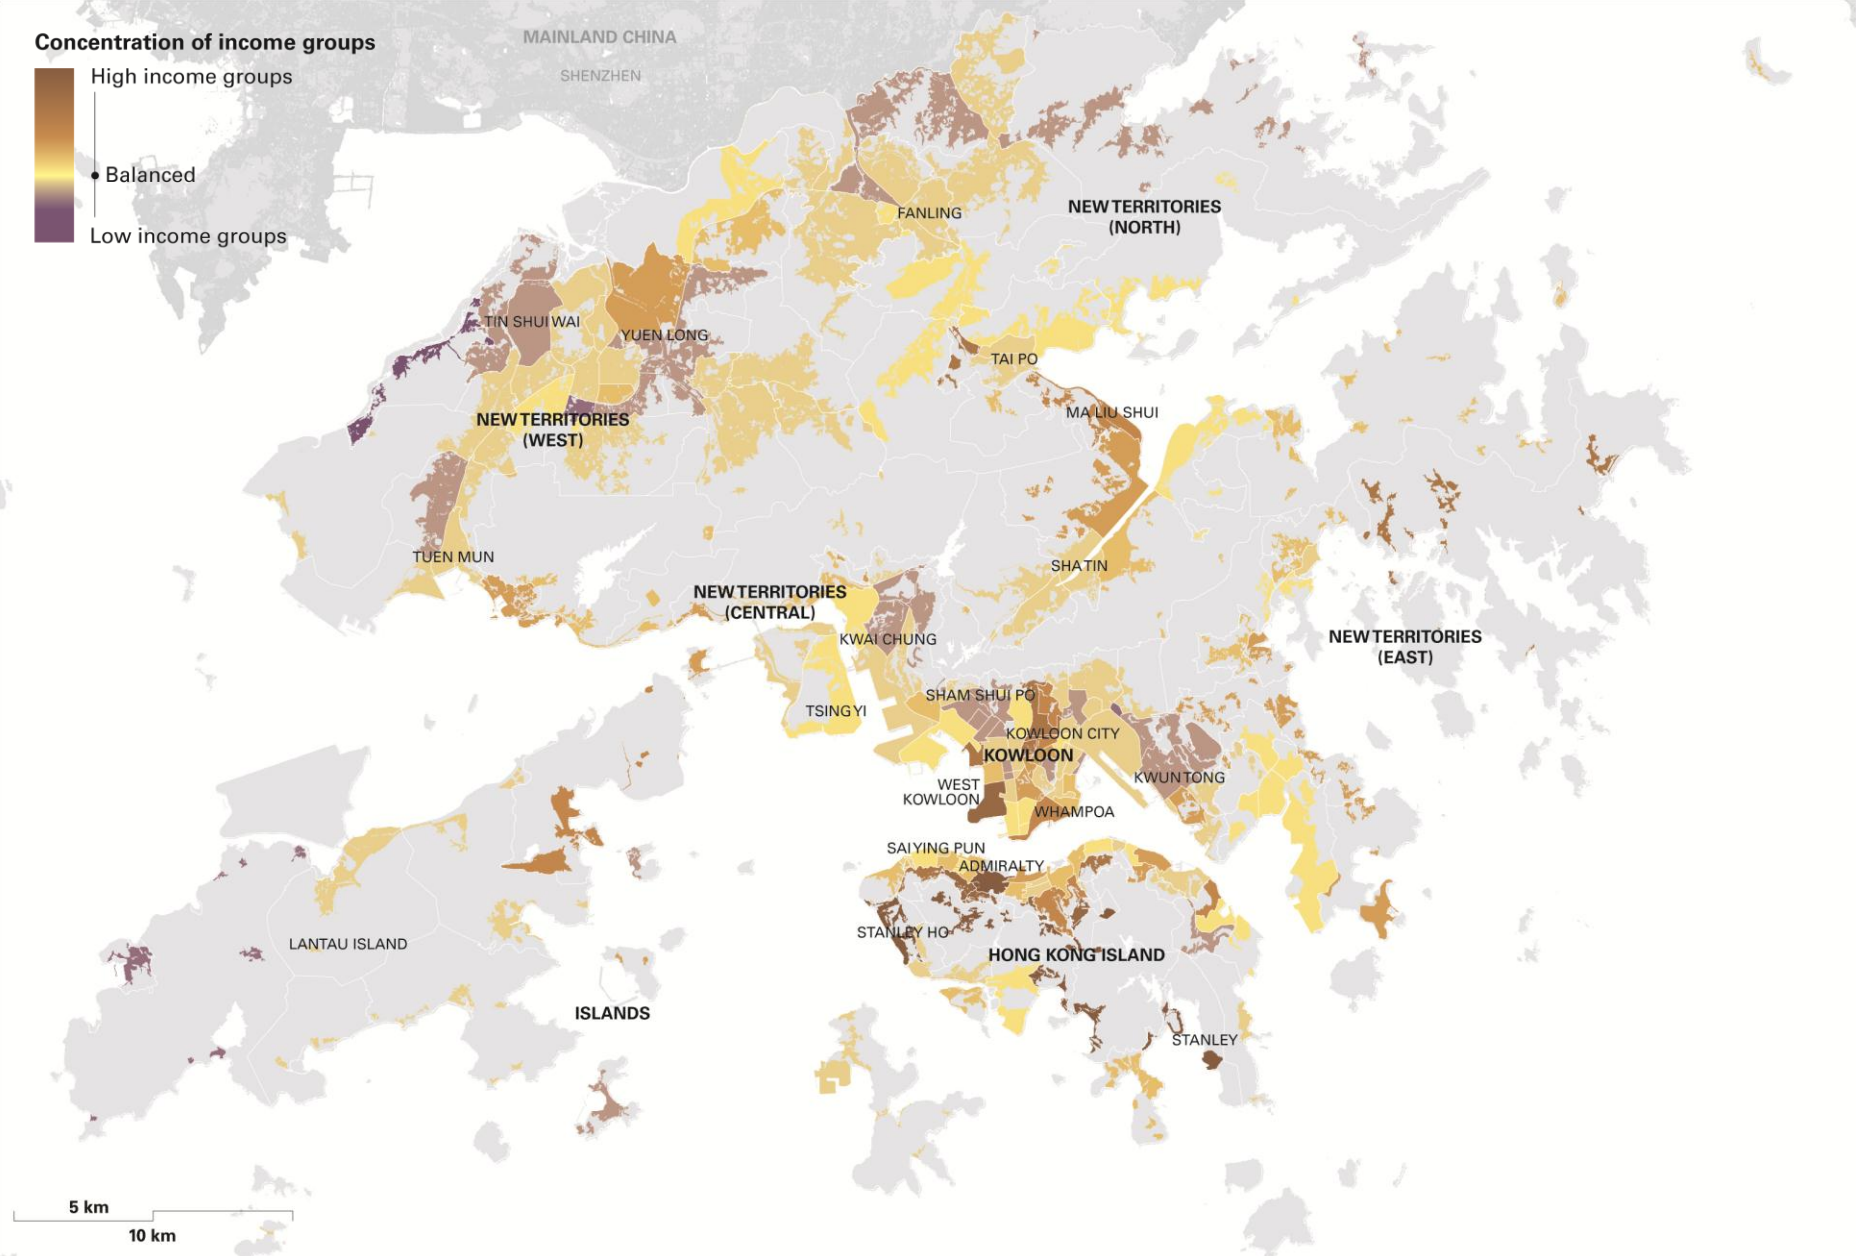 Concentration of income groups
High income groups
Balanced
Low income groups
MAINLAND CHINA
SHENZHEN
FANLING
NEW TERRITORIES
(NORTH)
TIN SHUI WAI
YUEN LONG
TAI PO
MA LIU SHUI
NEW TERRITORIES
(WEST)
TUEN MUN
SHA TIN
NEW TERRITORIES
(CENTRAL)
KWAI CHUNG
NEW TERRITORIES
(EAST)
SHAM SHUI PO
TSING YI
KOWLOON CITY
KOWLOON
KWUN TONG
WEST
KOWLOON
WHAMPOA
SAI YING PUN
ADMIRALTY
STANLEY HO
HONG KONG ISLAND
LANTAU ISLAND
ISLANDS
STANLEY
5 km
10 km